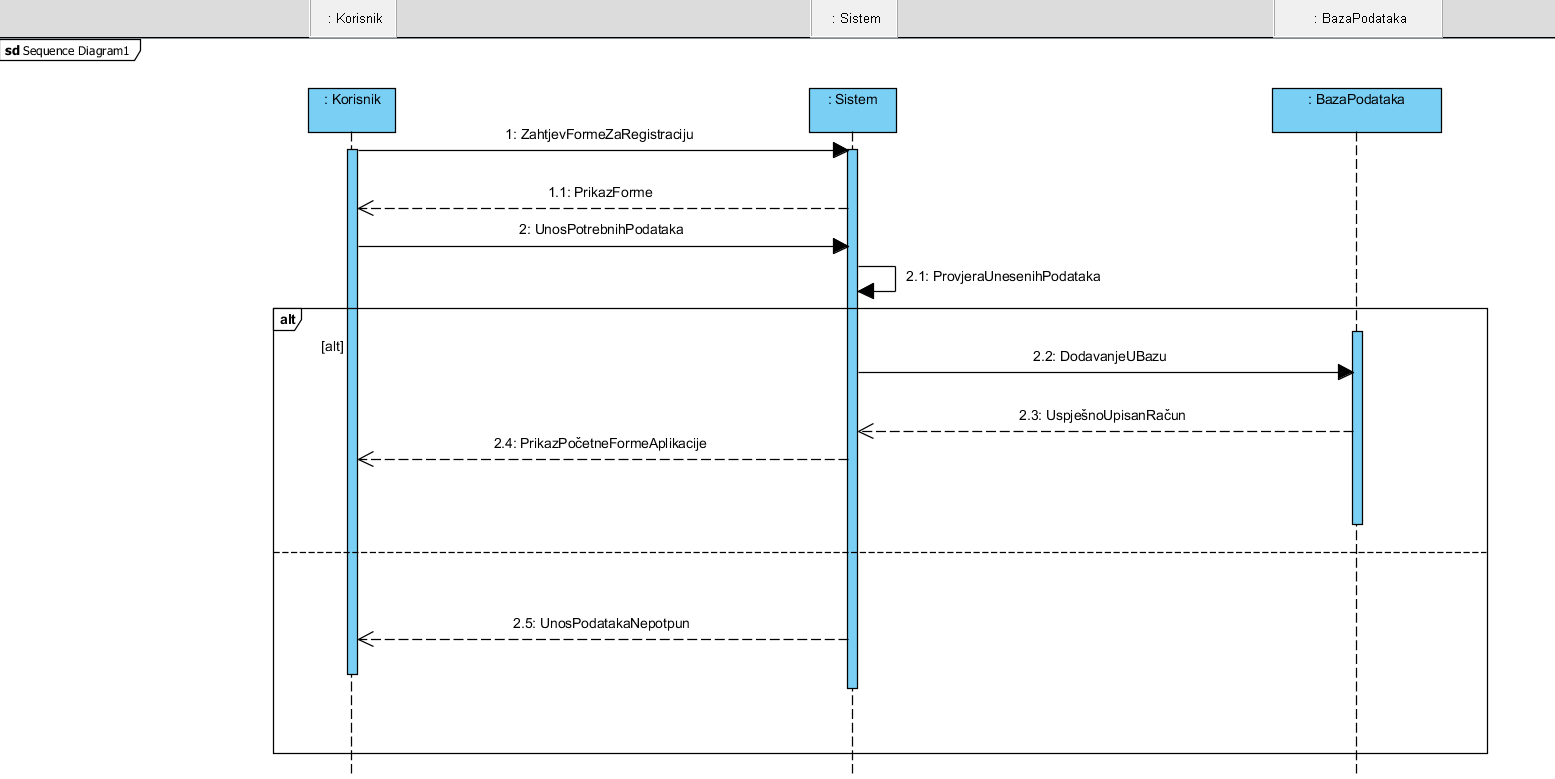 : Korisnik
: Sistem
: BazaPodataka
sd Sequence Diagram1
: Korisnik
: Sistem
: BazaPodataka
1: ZahtjevFormeZaRegistraciju
1.1: PrikazForme
2: UnosPotrebnihPodataka
2.1: ProvjeraUnesenihPodataka
alt
[alt]
2.2: DodavanjeUBazu
2.3: UspješnoUpisanRačun
2.4: PrikazPočetneFormeAplikacije
2.5: UnosPodatakaNepotpun